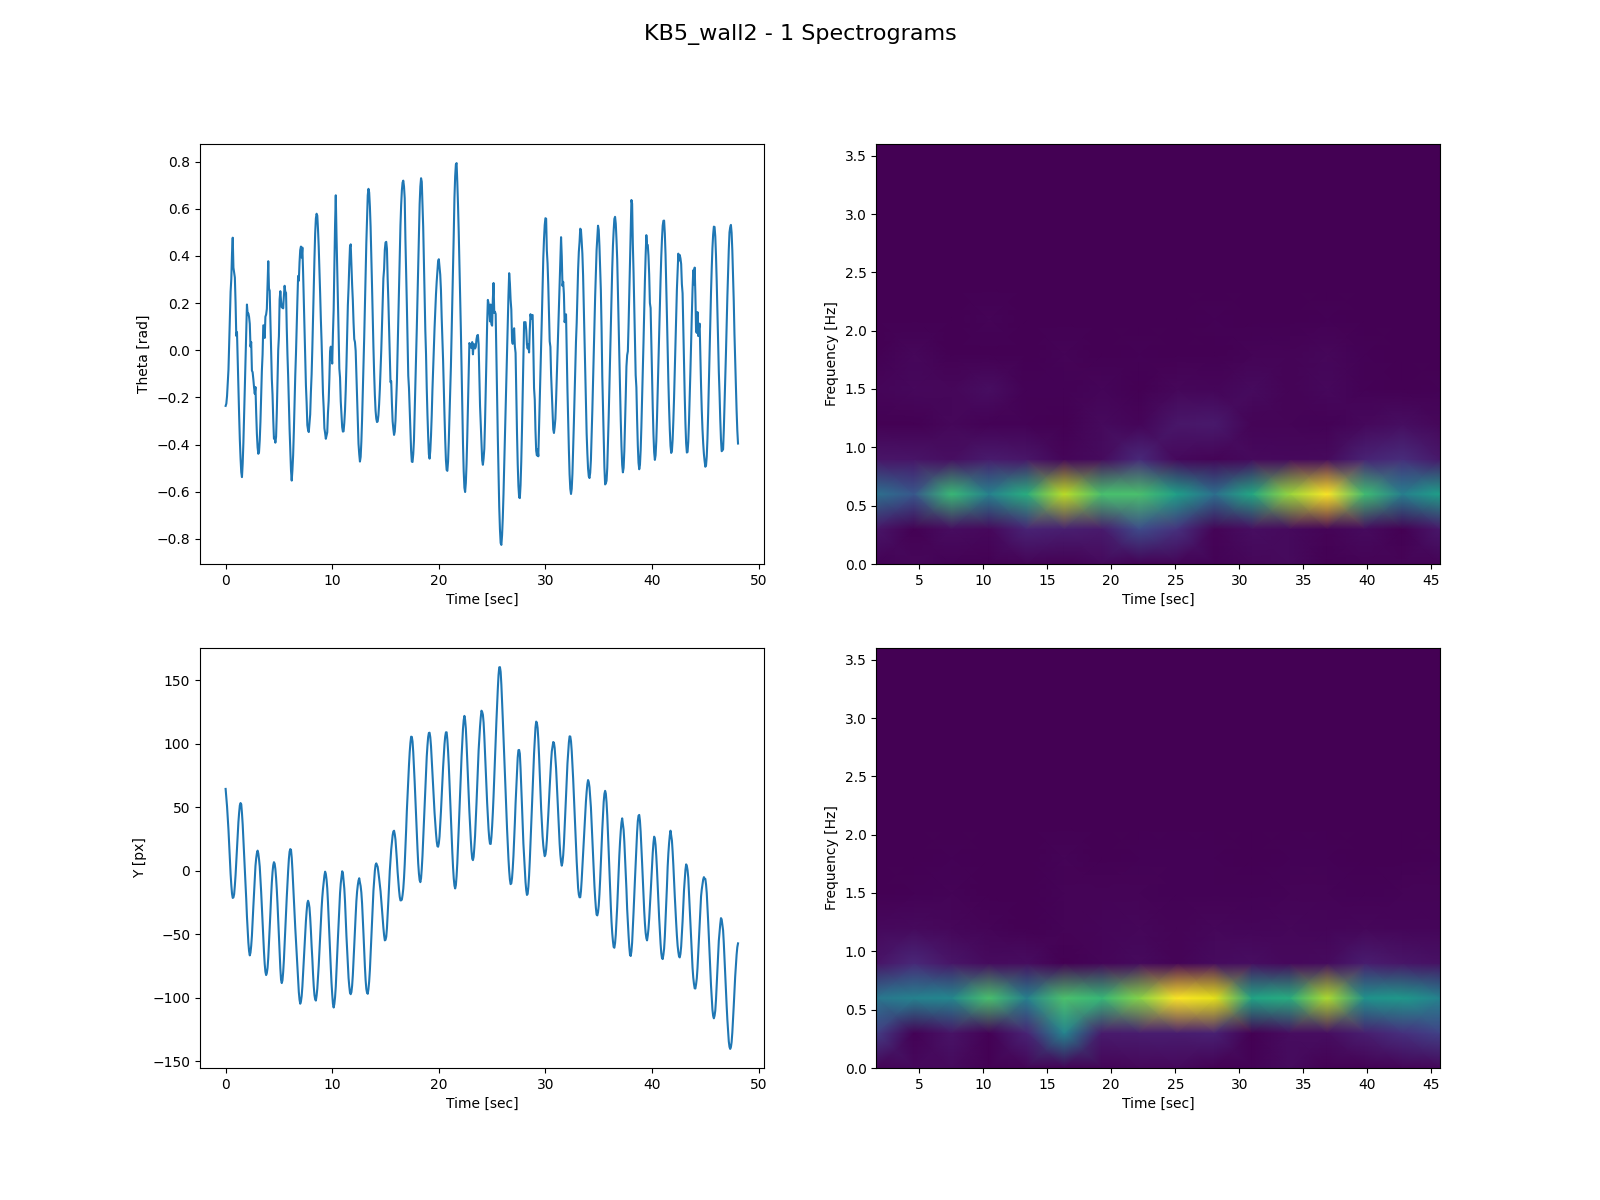 KB5_wall2 - 1 Spectrograms
Theta [rad]
0.8
0.6
0.4
0.2
0.0
−0.2
−0.4
−0.6
−0.8
0 10 20 30 40 50
Time [sec]
Frequency [Hz]
3.5
3.0
2.5
2.0
1.5
1.0
0.5
0.0
5 10 15 20 25 30 35 40 45
Time [sec]
Y [px]
150
100
50
0
−50
−100
−150
0 10 20 30 40 50
Time [sec]
Frequency [Hz]
3.5
3.0
2.5
2.0
1.5
1.0
0.5
0.0
5 10 15 20 25 30 35 40 45
Time [sec]